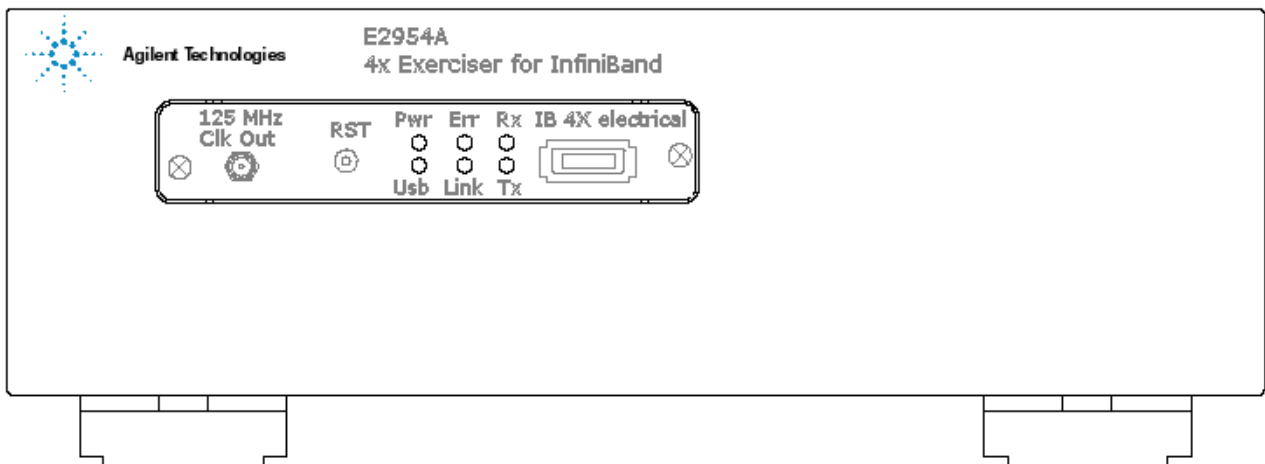 Agilent Technologies
E2954A
4x Exerciser for InfiniBand
125 MHz
Clk Out
RST
Pwr Err Rx IB 4X electrical
Usb Link Tx